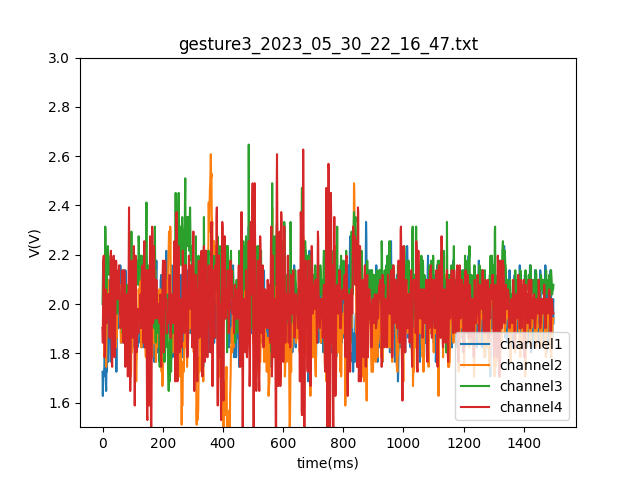 gesture3_2023_05_30_22_16_47.txt
3.0
2.8
2.6
2.4
2.2
2.0
1.8
1.6
V(V)
channel1
channel2
channel3
channel4
0 200 400 600 800 1000 1200 1400
time(ms)